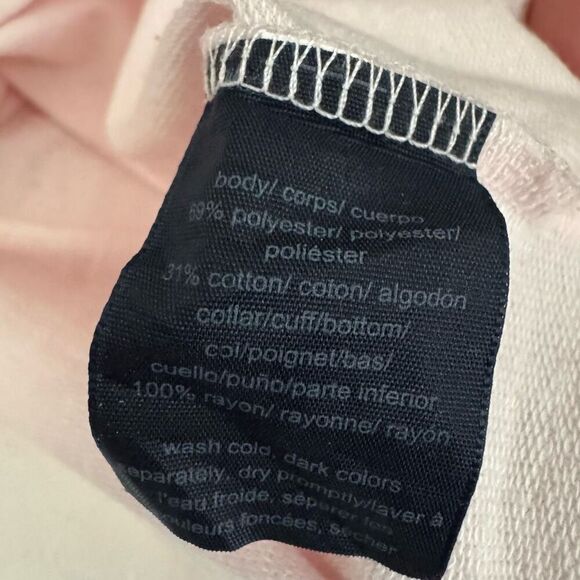 body/ corps/ cuerpo
69% polyester/ polyester/
poliéster
31% cotton/ coton/ algodón
collar/cuff/bottom/
col/poignet/bas/
cuello/puño/parte inferior
100% rayon/ rayonne/ rayón
wash cold, dark colors
separately, dry promptly/laver à
l'eau froide, séparer les
couleurs foncées, sécher